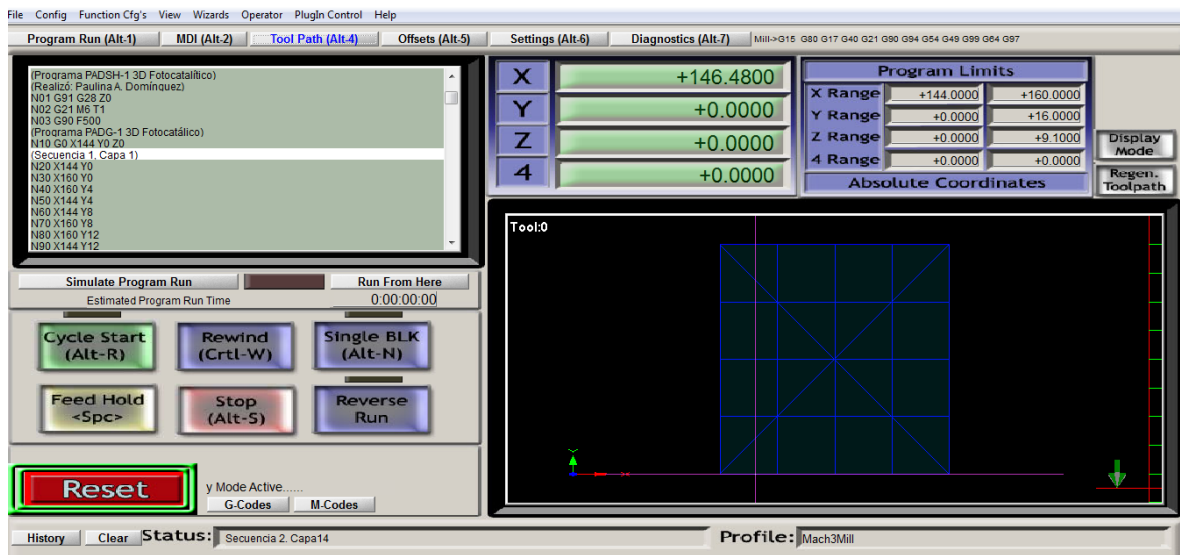 File Config Function Cfg's View Wizards Operator PlugIn Control Help
Program Run (Alt-1) MDI (Alt-2) Tool Path (Alt-4) Offsets (Alt-5) Settings (Alt-6) Diagnostics (Alt-7) Mill->G15 G80 G17 G40 G21 G90 G94 G54 G49 G99 G64 G97
(Programa PADSH-1 3D Fotocatalítico)
(Realizó: Paulina A. Domínguez)
N01 G91 G28 Z0
N02 G21 M6 T1
N03 G90 F500
(Programa PADG-1 3D Fotocatálico)
N10 G0 X144 Y0 Z0
(Secuencia 1, Capa 1)
N20 X144 Y0
N30 X160 Y0
N40 X160 Y4
N50 X144 Y4
N60 X144 Y8
N70 X160 Y8
N80 X160 Y12
N90 X144 Y12
X +146.4800
Y +0.0000
Z +0.0000
4 +0.0000
Program Limits
X Range +144.0000 +160.0000
Y Range +0.0000 +16.0000
Z Range +0.0000 +9.1000
4 Range +0.0000 +0.0000
Absolute Coordinates
Display Mode
Regen. Toolpath
Tool:0
Simulate Program Run Run From Here
Estimated Program Run Time 0:00:00:00
Cycle Start (Alt-R)
Rewind (Crtl-W)
Single BLK (Alt-N)
Feed Hold <Spc>
Stop (Alt-S)
Reverse Run
Reset
y Mode Active......
G-Codes M-Codes
History Clear Status: Secuencia 2. Capa14 Profile: Mach3Mill